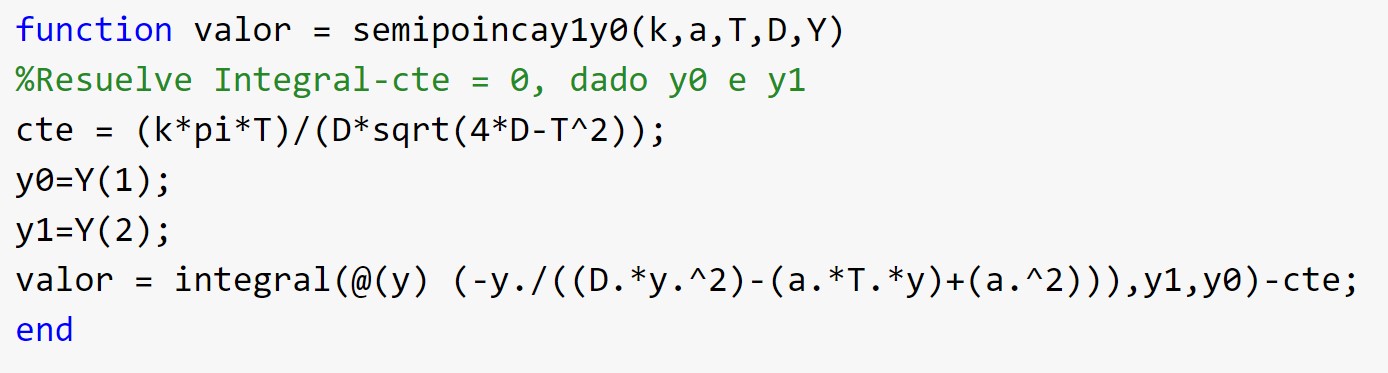 function valor = semipoincay1y0(k,a,T,D,Y)
%Resuelve Integral-cte = 0, dado y0 e y1
cte = (k*pi*T)/(D*sqrt(4*D-T^2));
y0=Y(1);
y1=Y(2);
valor = integral(@(y) (-y./((D.*y.^2)-(a.*T.*y)+(a.^2))),y1,y0)-cte;
end